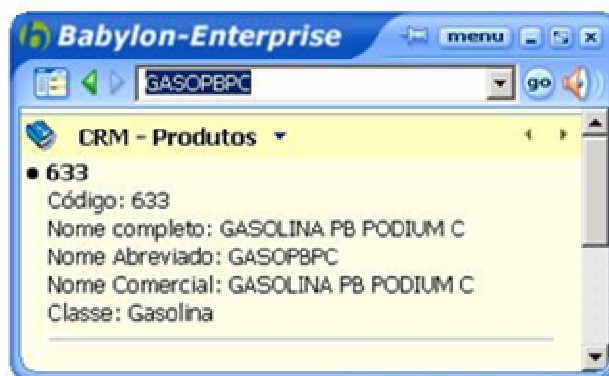 Babylon-Enterprise menu
GASOPBPC go
CRM - Produtos
• 633
Código: 633
Nome completo: GASOLINA PB PODIUM C
Nome Abreviado: GASOPBPC
Nome Comercial: GASOLINA PB PODIUM C
Classe: Gasolina